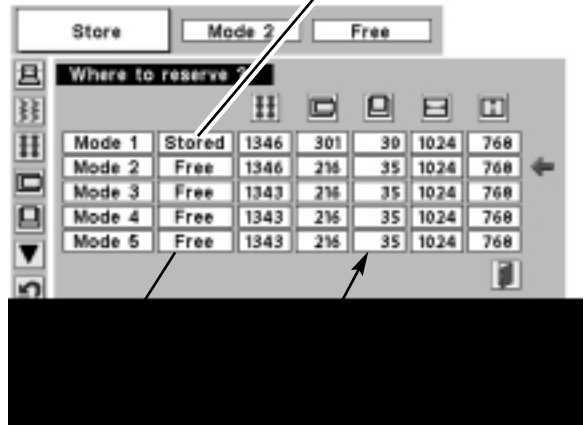 Store Mode 2 Free
Where to reserve ?
Mode 1 Stored 1346 301 30 1024 768
Mode 2 Free 1346 216 35 1024 768
Mode 3 Free 1343 216 35 1024 768
Mode 4 Free 1343 216 35 1024 768
Mode 5 Free 1343 216 35 1024 768